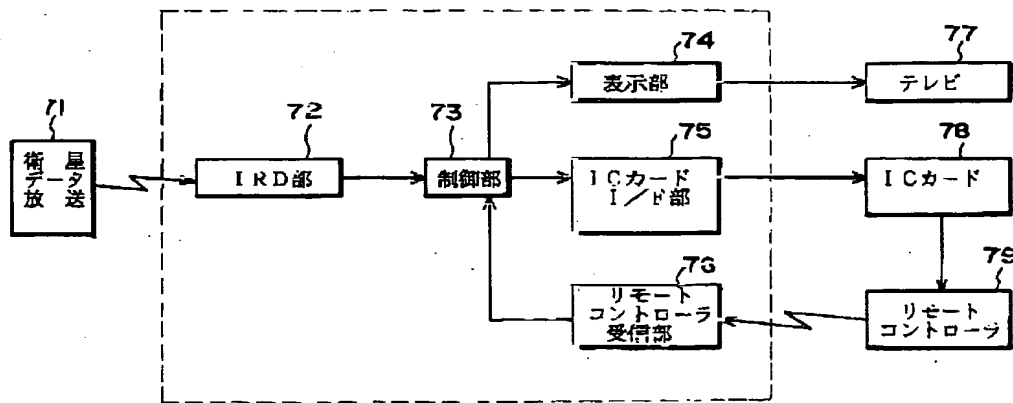 74
77
表示部
テレビ
71
72
73
75
78
衛星
データ
放送
IRD部
制御部
ICカード
I/F部
ICカード
76
79
リモート
コントローラ
受信部
リモート
コントローラ